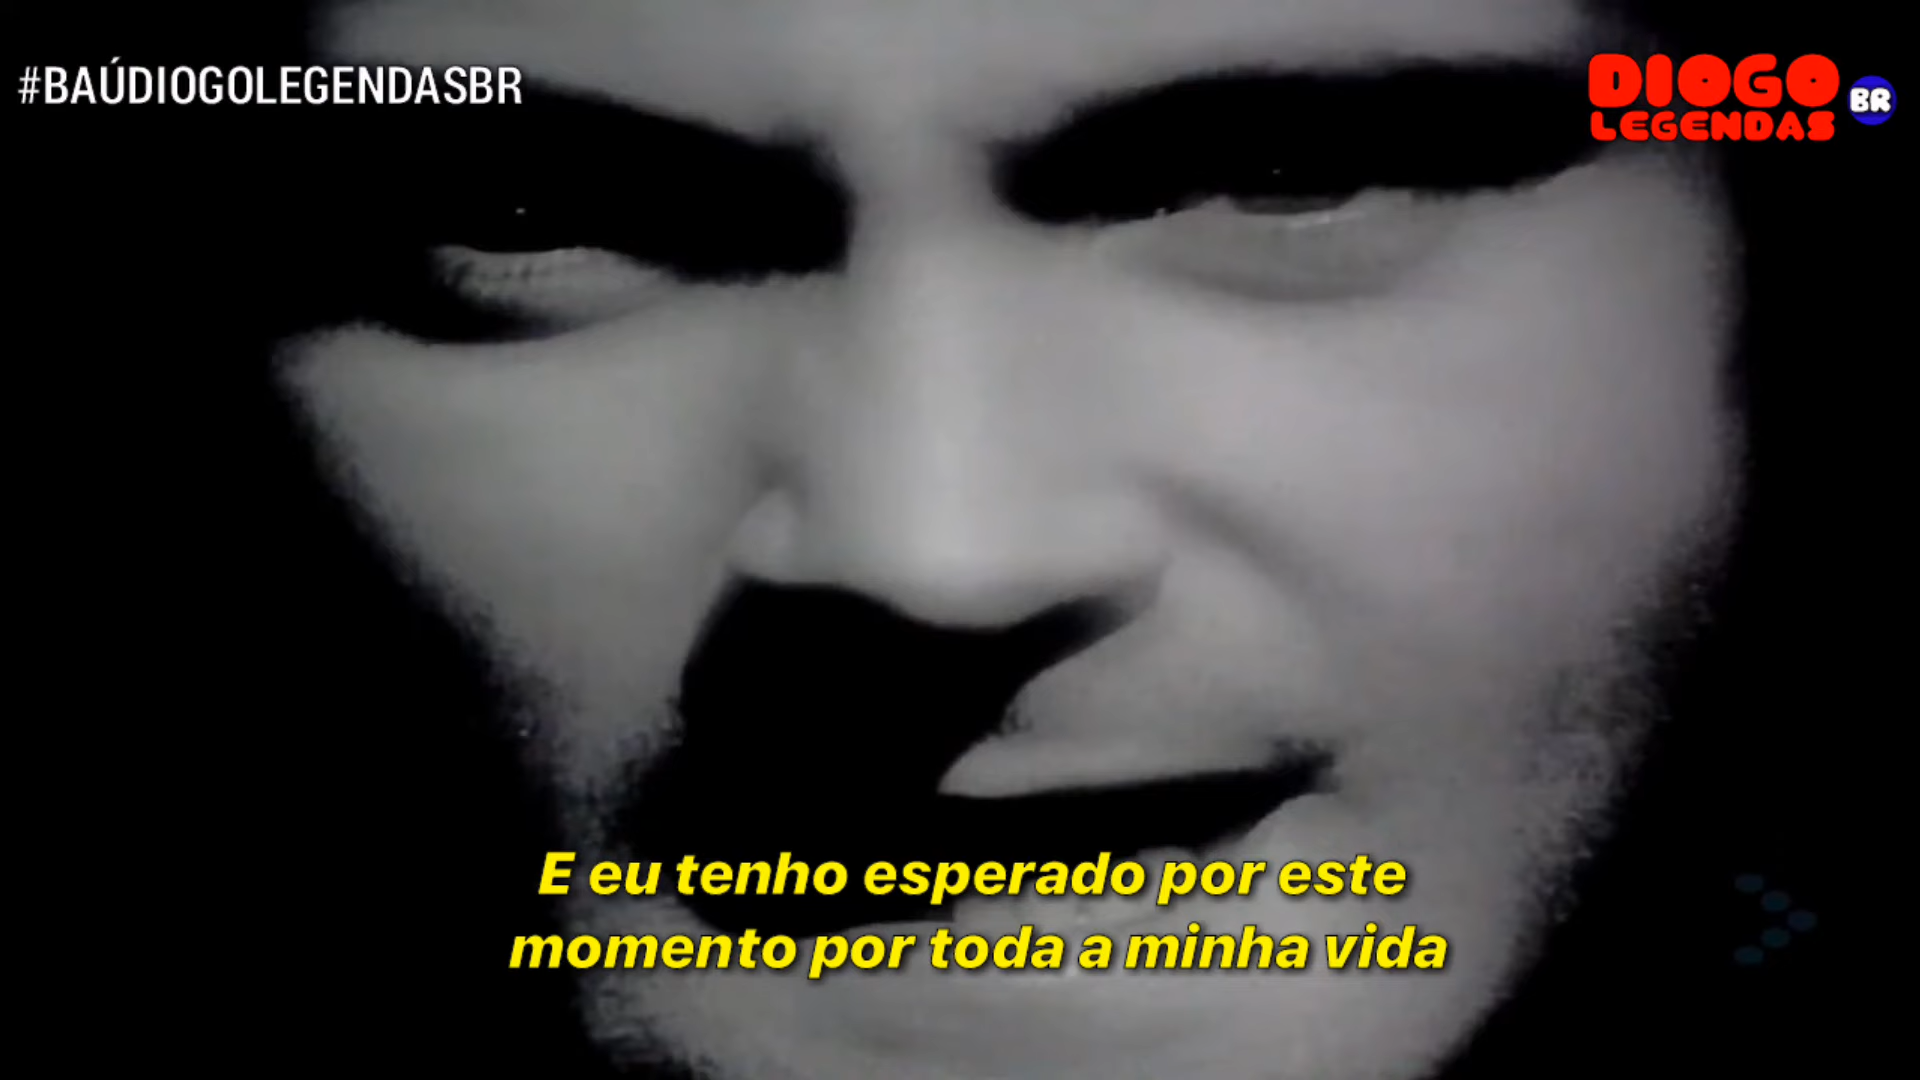 #BAÚDIOGOLEGENDASBR
DIOGO
LEGENDAS
BR
E eu tenho esperado por este
momento por toda a minha vida